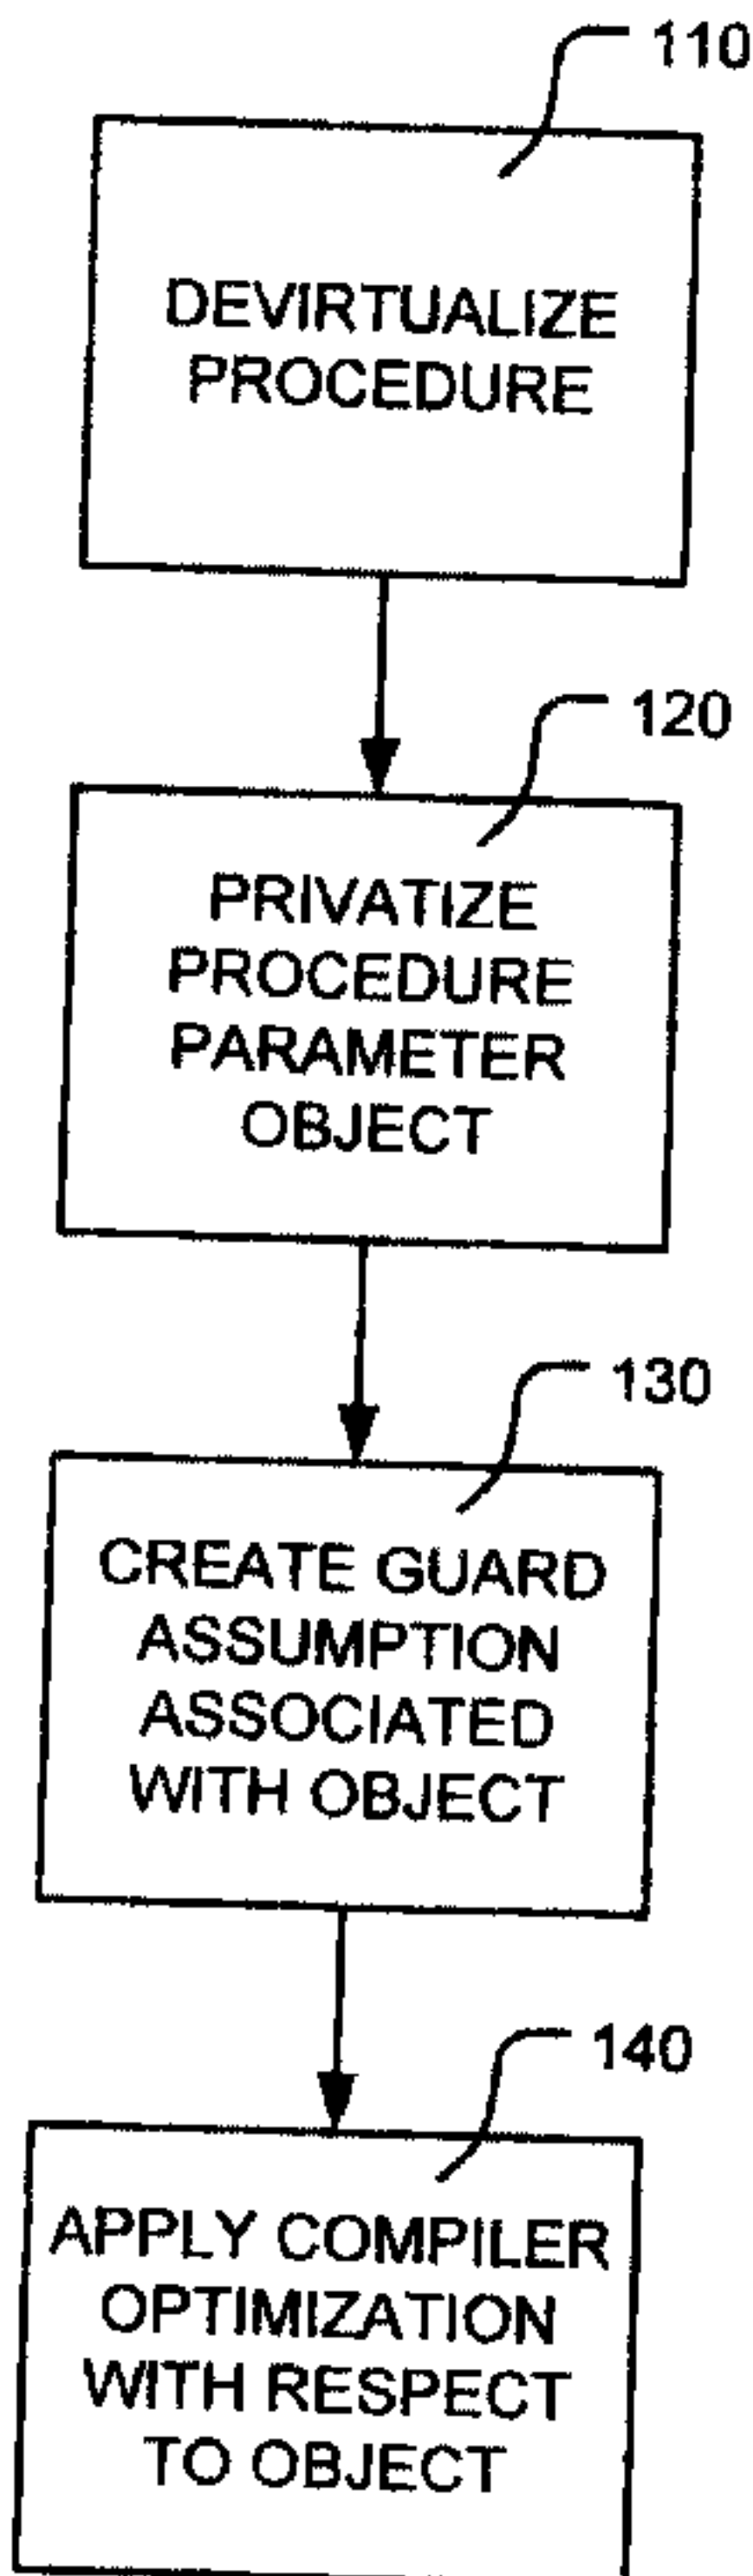 110
DEVIRTUALIZE
PROCEDURE
120
PRIVATIZE
PROCEDURE
PARAMETER
OBJECT
130
CREATE GUARD
ASSUMPTION
ASSOCIATED
WITH OBJECT
140
APPLY COMPILER
OPTIMIZATION
WITH RESPECT
TO OBJECT